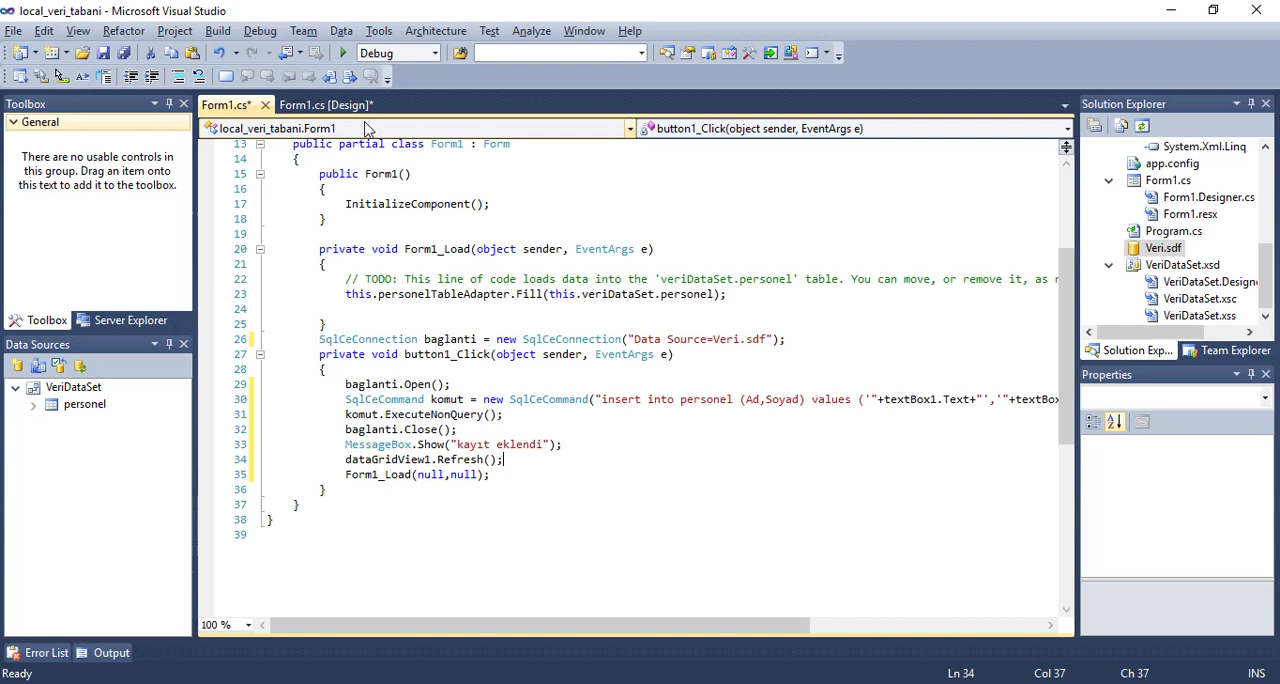 local_veri_tabani - Microsoft Visual Studio
File Edit View Refactor Project Build Debug Team Data Tools Architecture Test Analyze Window Help
Debug
Toolbox
General
There are no usable controls in
this group. Drag an item onto
this text to add it to the toolbox.
Toolbox Server Explorer
Data Sources
VeriDataSet
personel
Form1.cs* Form1.cs [Design]*
local_veri_tabani.Form1 button1_Click(object sender, EventArgs e)
13 public partial class Form1 : Form
14 {
15 public Form1()
16 {
17 InitializeComponent();
18 }
19
20 private void Form1_Load(object sender, EventArgs e)
21 {
22 // TODO: This line of code loads data into the 'veriDataSet.personel' table. You can move, or remove it, as n
23 this.personelTableAdapter.Fill(this.veriDataSet.personel);
24
25 }
26 SqlCeConnection baglanti = new SqlCeConnection("Data Source=Veri.sdf");
27 private void button1_Click(object sender, EventArgs e)
28 {
29 baglanti.Open();
30 SqlCeCommand komut = new SqlCeCommand("insert into personel (Ad,Soyad) values ('"+textBox1.Text+"','"+textBox
31 komut.ExecuteNonQuery();
32 baglanti.Close();
33 MessageBox.Show("kayıt eklendi");
34 dataGridView1.Refresh();
35 Form1_Load(null,null);
36 }
37 }
38 }
39
100 %
Solution Explorer
System.Xml.Linq
app.config
Form1.cs
Form1.Designer.cs
Form1.resx
Program.cs
Veri.sdf
VeriDataSet.xsd
VeriDataSet.Design
VeriDataSet.xsc
VeriDataSet.xss
Solution Exp... Team Explorer
Properties
Error List Output
Ready Ln 34 Col 37 Ch 37 INS